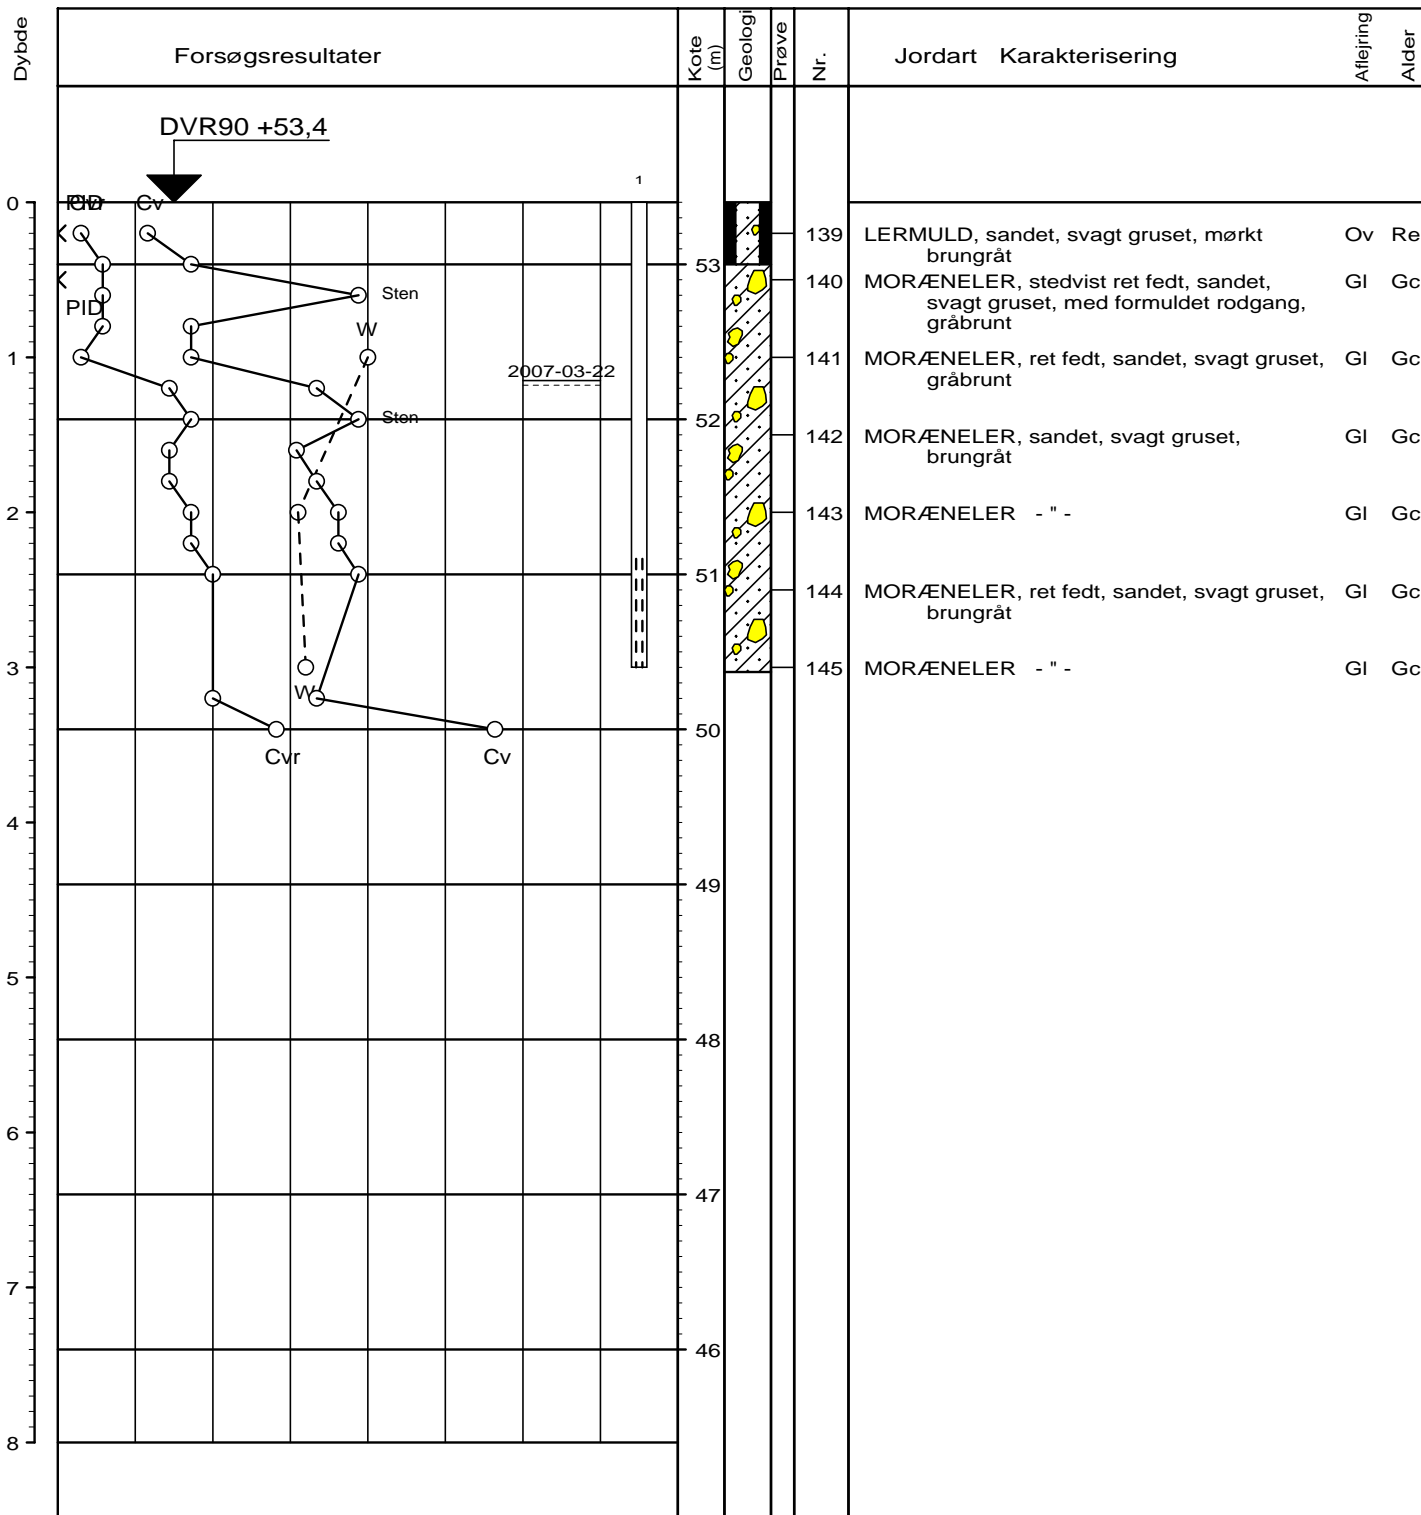 Dybde
Forsøgsresultater
Kote
(m)
Geologi
Prøve
Nr.
Jordart Karakterisering
Aflejring
Alder
DVR90 +53,4
1
0
PID
Cvr
Cv
139 LERMULD, sandet, svagt gruset, mørkt Ov Re
brungråt
53
140 MORÆNELER, stedvist ret fedt, sandet, Gl Gc
svagt gruset, med formuldet rodgang,
gråbrunt
Sten
PID
W
1
141 MORÆNELER, ret fedt, sandet, svagt gruset, Gl Gc
gråbrunt
2007-03-22
Sten
52
142 MORÆNELER, sandet, svagt gruset, Gl Gc
brungråt
2
143 MORÆNELER - " - Gl Gc
51
144 MORÆNELER, ret fedt, sandet, svagt gruset, Gl Gc
brungråt
3
145 MORÆNELER - " - Gl Gc
W
50
Cvr
Cv
4
49
5
48
6
47
7
46
8